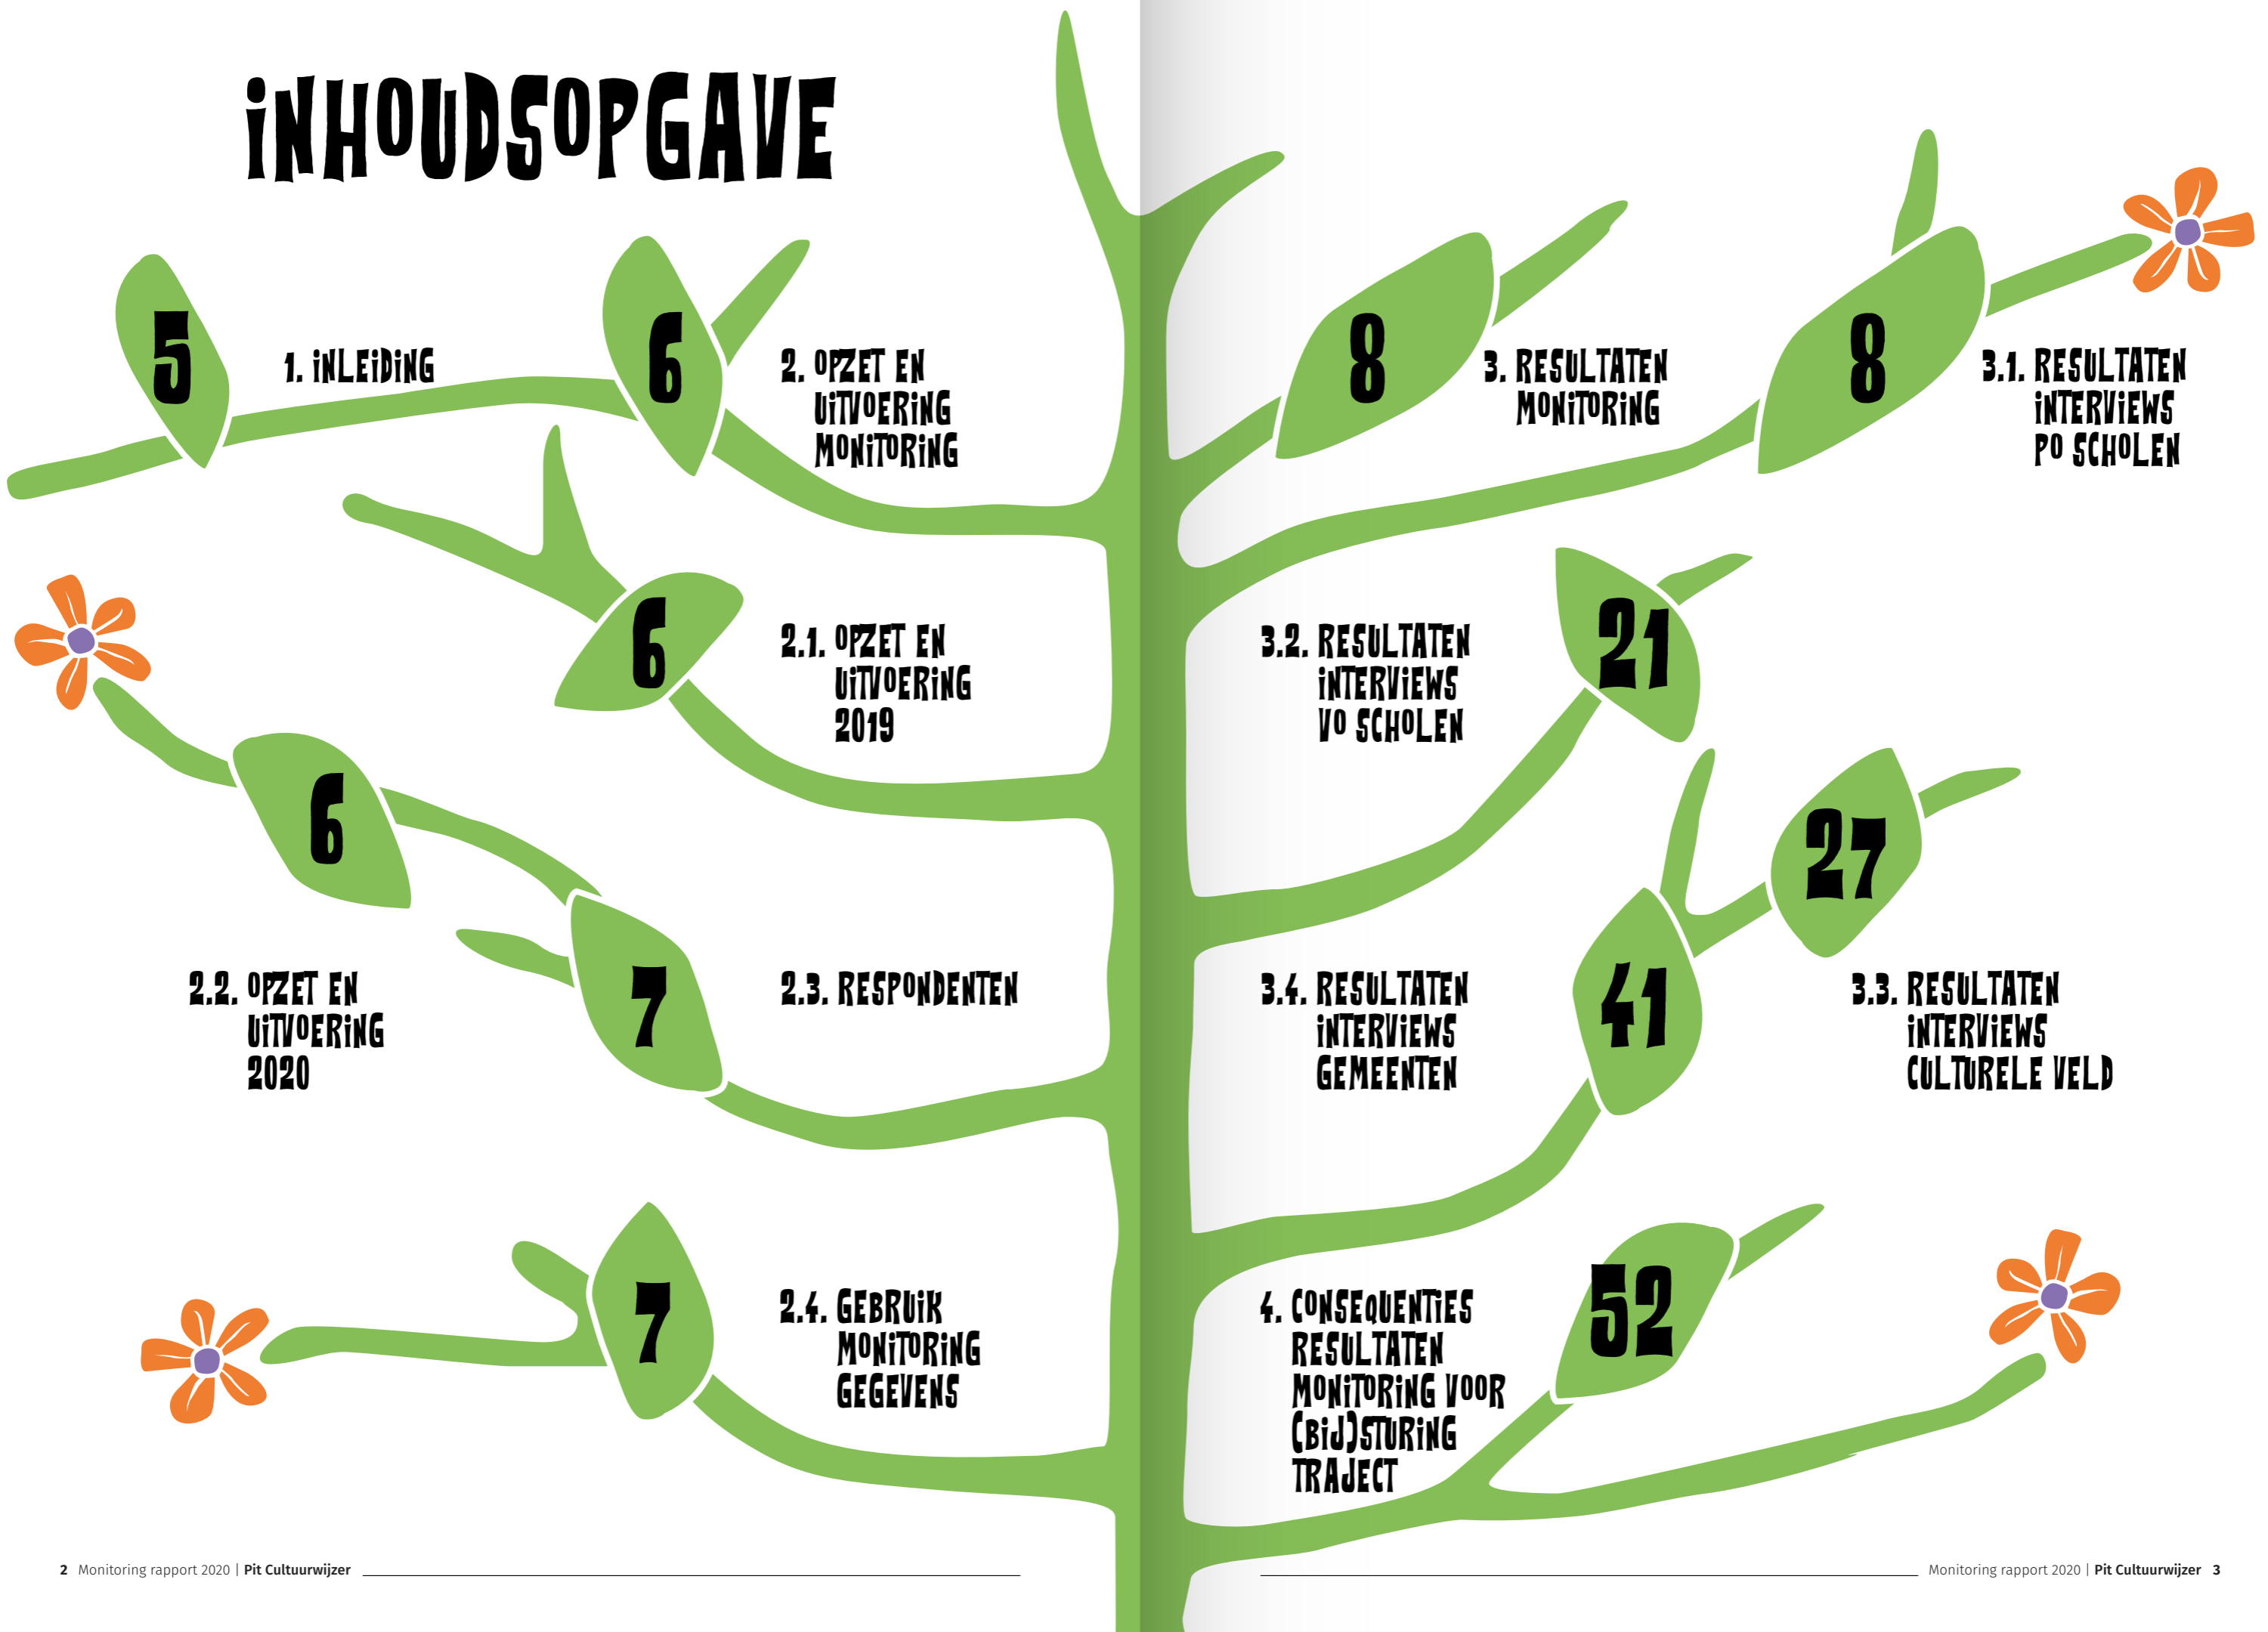 INHOUDSOPGAVE
5
1. INLEIDING
6
2. OPZET EN
UITVOERING
MONITORING
6
2.1. OPZET EN
UITVOERING
2019
6
2.2. OPZET EN
UITVOERING
2020
7
2.3. RESPONDENTEN
7
2.4. GEBRUIK
MONITORING
GEGEVENS
2 Monitoring rapport 2020 | Pit Cultuurwijzer
8
3. RESULTATEN
MONITORING
8
3.1. RESULTATEN
INTERVIEWS
PO SCHOLEN
3.2. RESULTATEN
INTERVIEWS
VO SCHOLEN
21
27
3.3. RESULTATEN
INTERVIEWS
CULTURELE VELD
3.4. RESULTATEN
INTERVIEWS
GEMEENTEN
41
4. CONSEQUENTIES
RESULTATEN
MONITORING VOOR
(BIJ)STURING
TRAJECT
52
Monitoring rapport 2020 | Pit Cultuurwijzer 3